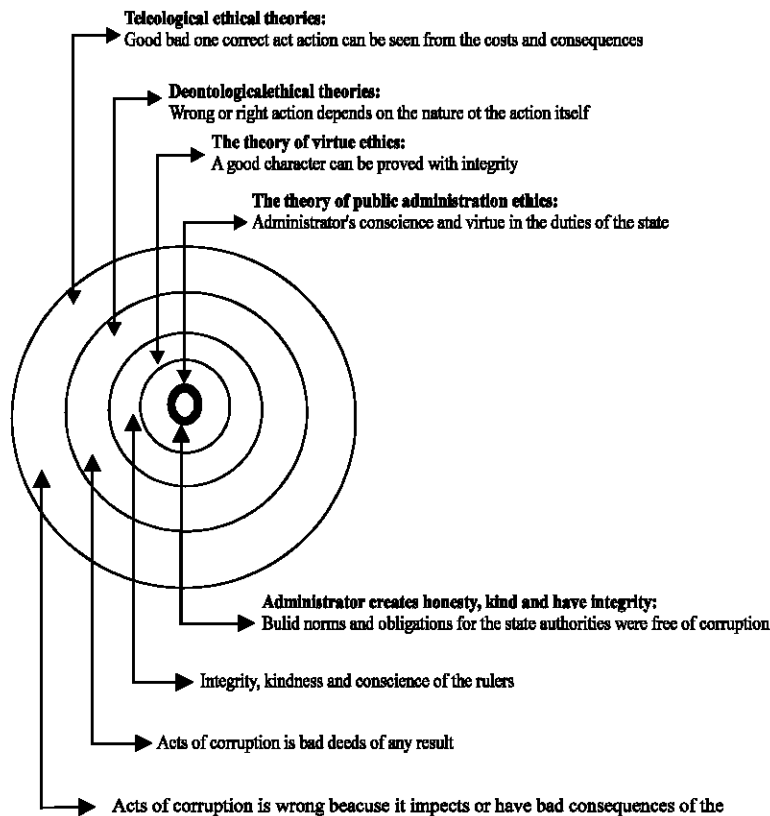 Teleological ethical theories:
Good bad one correct act action can be seen from the costs and consequences
Deontologicalethical theories:
Wrong or right action depends on the nature ot the action itself
The theory of virtue ethics:
A good character can be proved with integrity
The theory of public administration ethics:
Administrator's conscience and virtue in the duties of the state
Administrator creates honesty, kind and have integrity:
Bulid norms and obligations for the state authorities were free of corruption
Integrity, kindness and conscience of the rulers
Acts of corruption is bad deeds of any result
Acts of corruption is wrong beacuse it impacts or have bad consequences of the